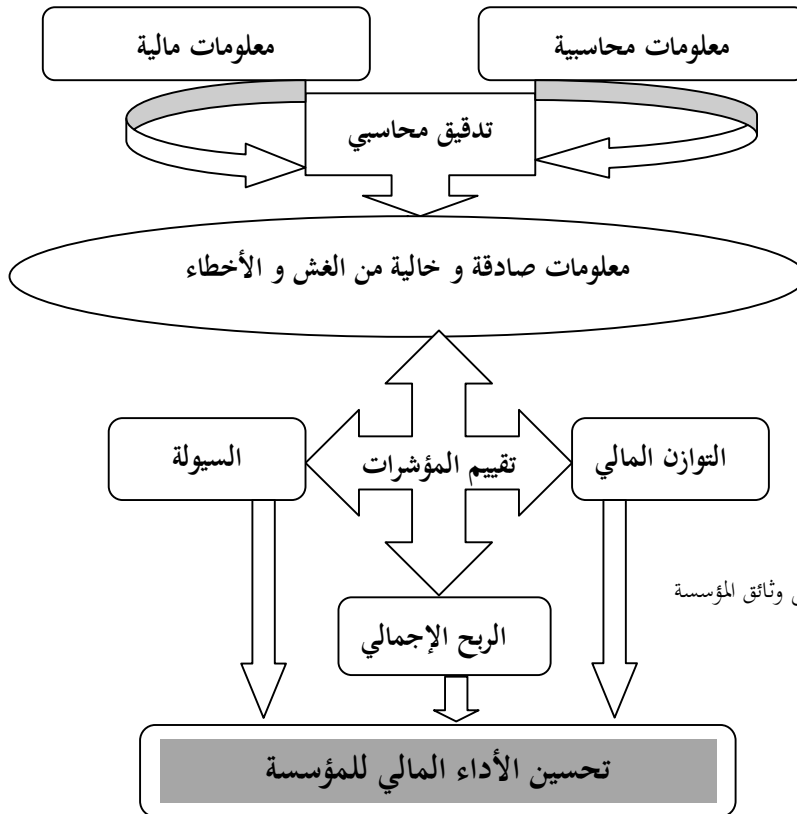 معلومات محاسبية
معلومات مالية
تدقيق محاسبي
معلومات صادقة و خالية من الغش و الأخطاء
التوازن المالي
تقييم المؤشرات
السيولة
وثائق المؤسسة
الربح الإجمالي
تحسين الأداء المالي للمؤسسة